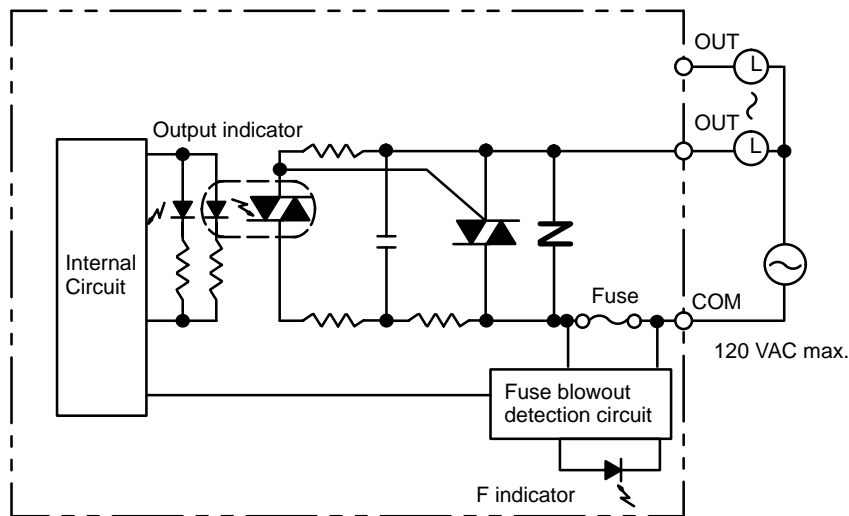 OUT
L
Output indicator
OUT
L
Internal
Circuit
Fuse
COM
120 VAC max.
Fuse blowout
detection circuit
F indicator